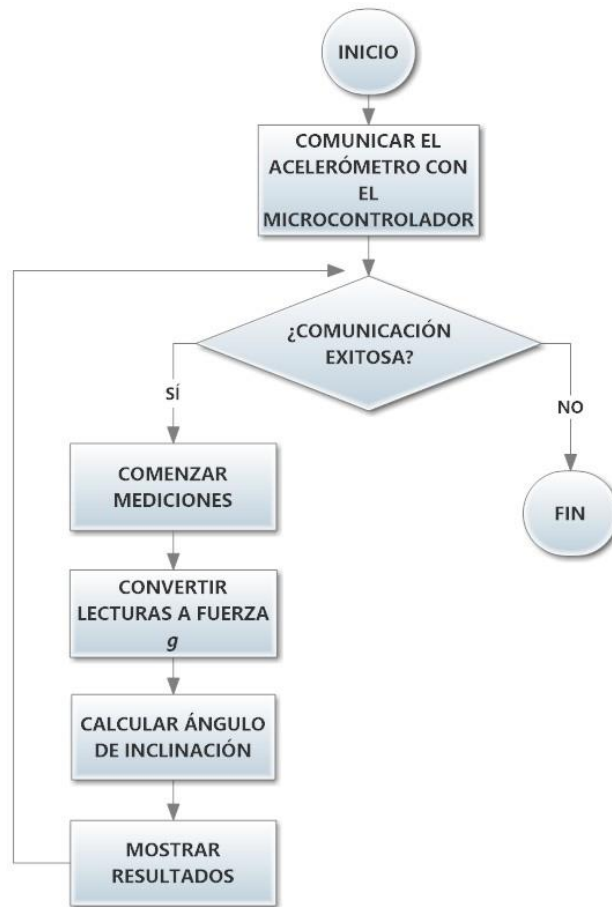 INICIO
COMUNICAR EL
ACELERÓMETRO CON
EL
MICROCONTROLADOR
¿COMUNICACIÓN
EXITOSA?
SÍ
NO
COMENZAR
MEDICIONES
FIN
CONVERTIR
LECTURAS A FUERZA
g
CALCULAR ÁNGULO
DE INCLINACIÓN
MOSTRAR
RESULTADOS